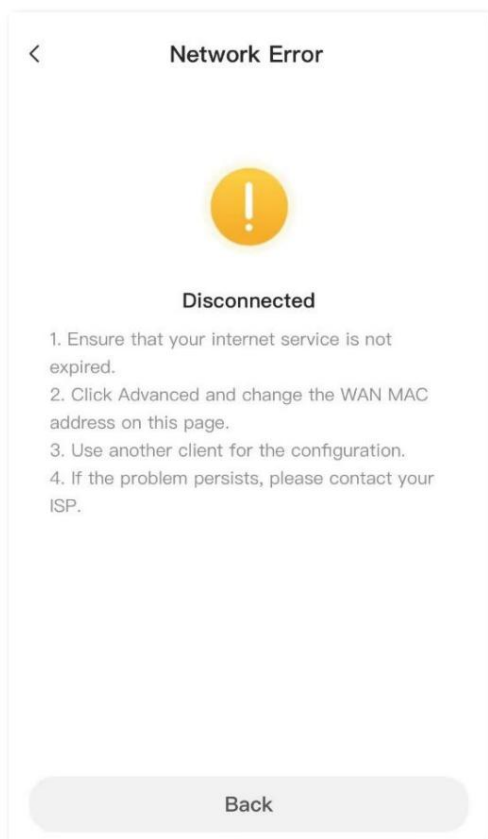 Network Error
Disconnected
1. Ensure that your internet service is not
expired.
2. Click Advanced and change the WAN MAC
address on this page.
3. Use another client for the configuration.
4. If the problem persists, please contact your
ISP.
Back